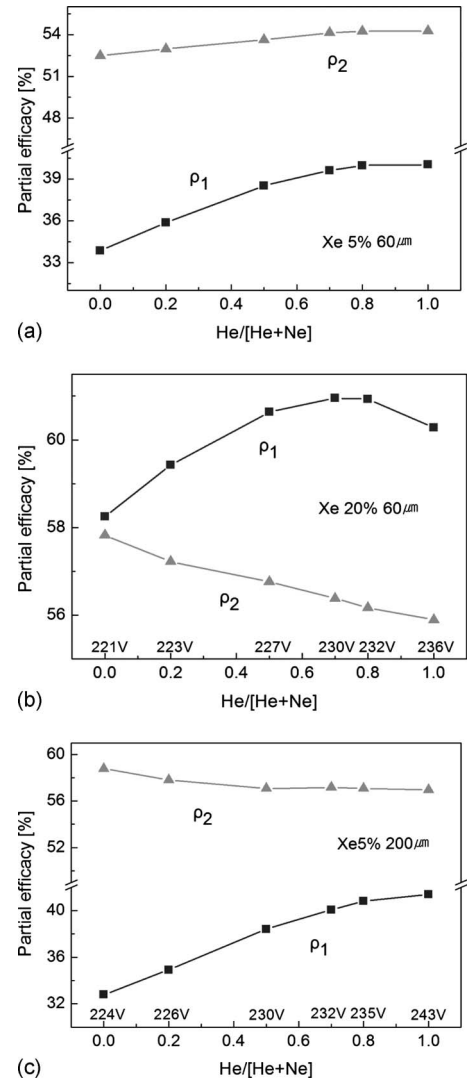 54
ρ2
51
48
39
ρ1
36
Xe 5% 60㎛
33
Partial efficacy [%]
0.0 0.2 0.4 0.6 0.8 1.0
(a)
He/[He+Ne]
60
ρ1
Xe 20% 60㎛
58
ρ2
56
Partial efficacy [%]
221V 223V 227V 230V 232V 236V
0.0 0.2 0.4 0.6 0.8 1.0
(b)
He/[He+Ne]
60
56
ρ2
Xe5% 200㎛
52
40
36
ρ1
32
Partial efficacy [%]
224V 226V 230V 232V 235V 243V
0.0 0.2 0.4 0.6 0.8 1.0
(c)
He/[He+Ne]